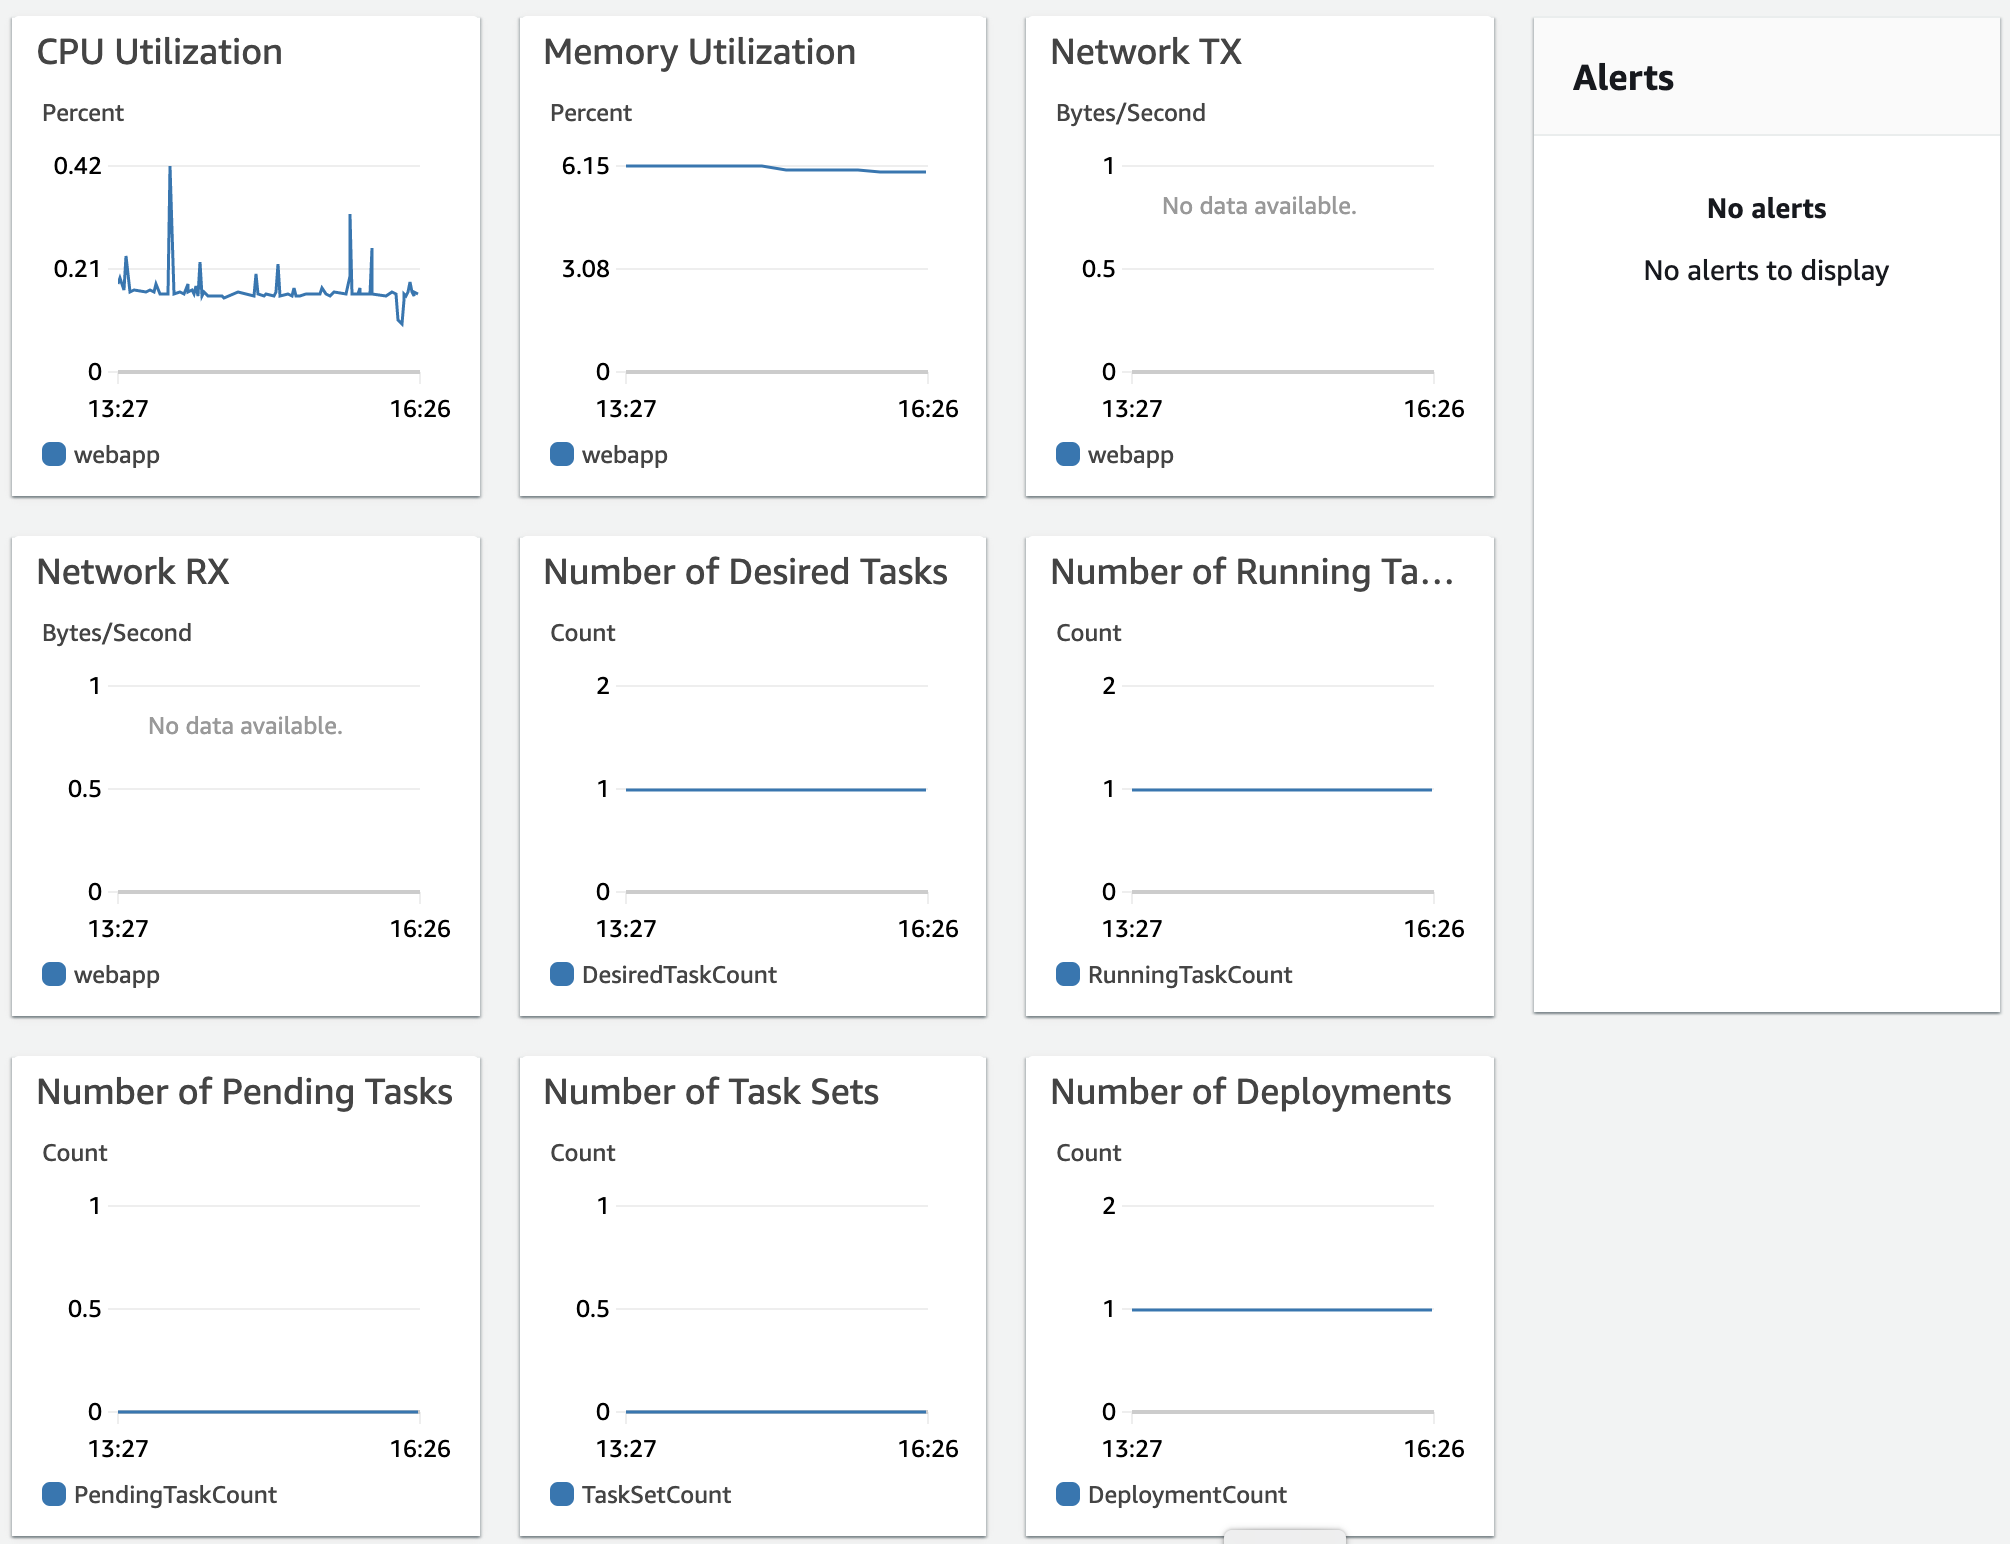 CPU Utilization
Percent
0.42
0.21
0
13:27 16:26
webapp
Memory Utilization
Percent
6.15
3.08
0
13:27 16:26
webapp
Network TX
Bytes/Second
1
No data available.
0.5
0
13:27 16:26
webapp
Alerts
No alerts
No alerts to display
Network RX
Bytes/Second
1
No data available.
0.5
0
13:27 16:26
webapp
Number of Desired Tasks
Count
2
1
0
13:27 16:26
DesiredTaskCount
Number of Running Ta...
Count
2
1
0
13:27 16:26
RunningTaskCount
Number of Pending Tasks
Count
1
0.5
0
13:27 16:26
PendingTaskCount
Number of Task Sets
Count
1
0.5
0
13:27 16:26
TaskSetCount
Number of Deployments
Count
2
1
0
13:27 16:26
DeploymentCount